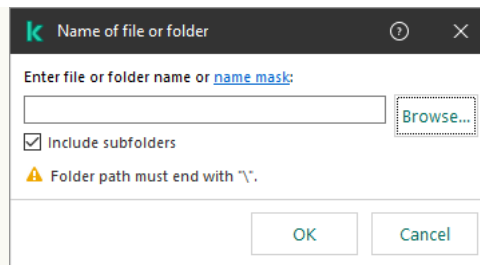 Name of file or folder
Enter file or folder name or name mask:
Browse...
Include subfolders
Folder path must end with "\".
OK
Cancel